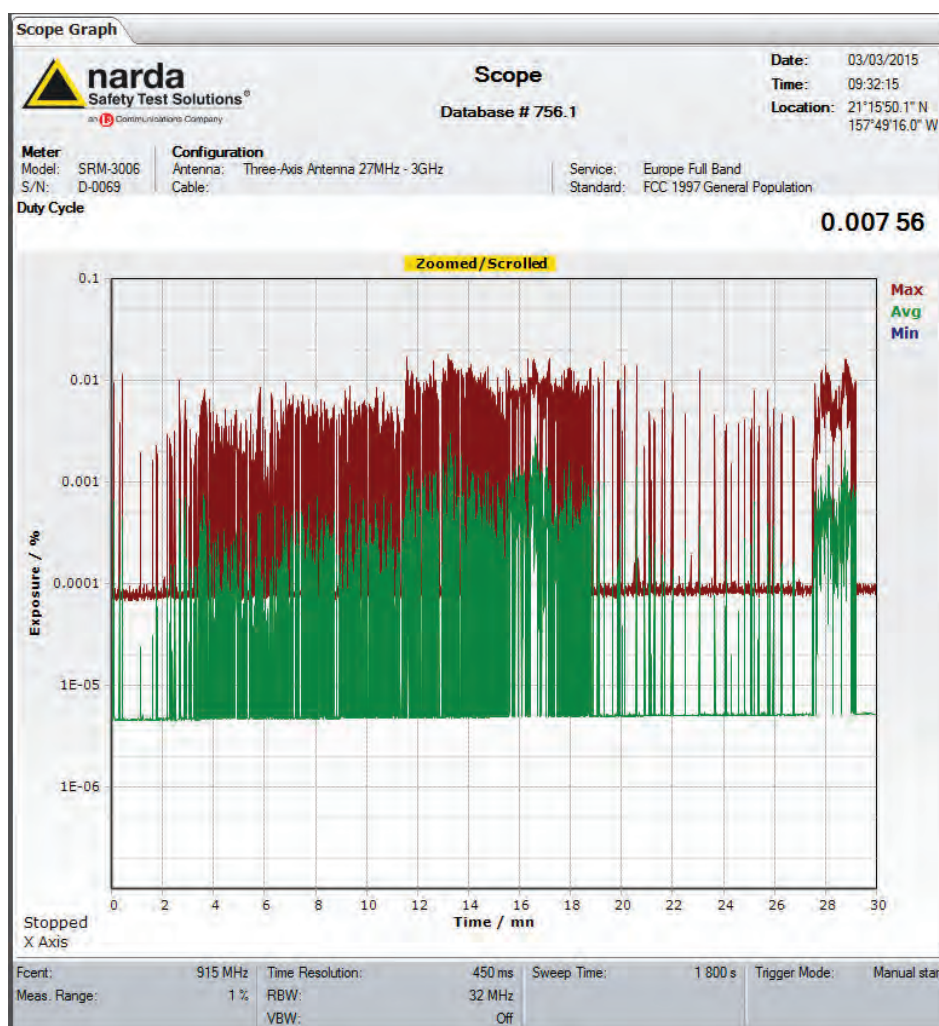 Scope Graph
narda
Safety Test Solutions®
an L3 Communications Company
Scope
Database # 756.1
Date: 03/03/2015
Time: 09:32:15
Location: 21°15'50.1" N
157°49'16.0" W
Meter
Model: SRM-3006
S/N: D-0069
Configuration
Antenna: Three-Axis Antenna 27MHz - 3GHz
Cable:
Service: Europe Full Band
Standard: FCC 1997 General Population
Duty Cycle
0.007 56
Zoomed/Scrolled
Max
Avg
Min
0.1
0.01
0.001
0.0001
1E-05
1E-06
Exposure / %
0 2 4 6 8 10 12 14 16 18 20 22 24 26 28 30
Time / mn
Stopped
X Axis
Fcent: 915 MHz Time Resolution: 450 ms Sweep Time: 1 800 s Trigger Mode: Manual star
Meas. Range: 1 % RBW: 32 MHz
VBW: Off